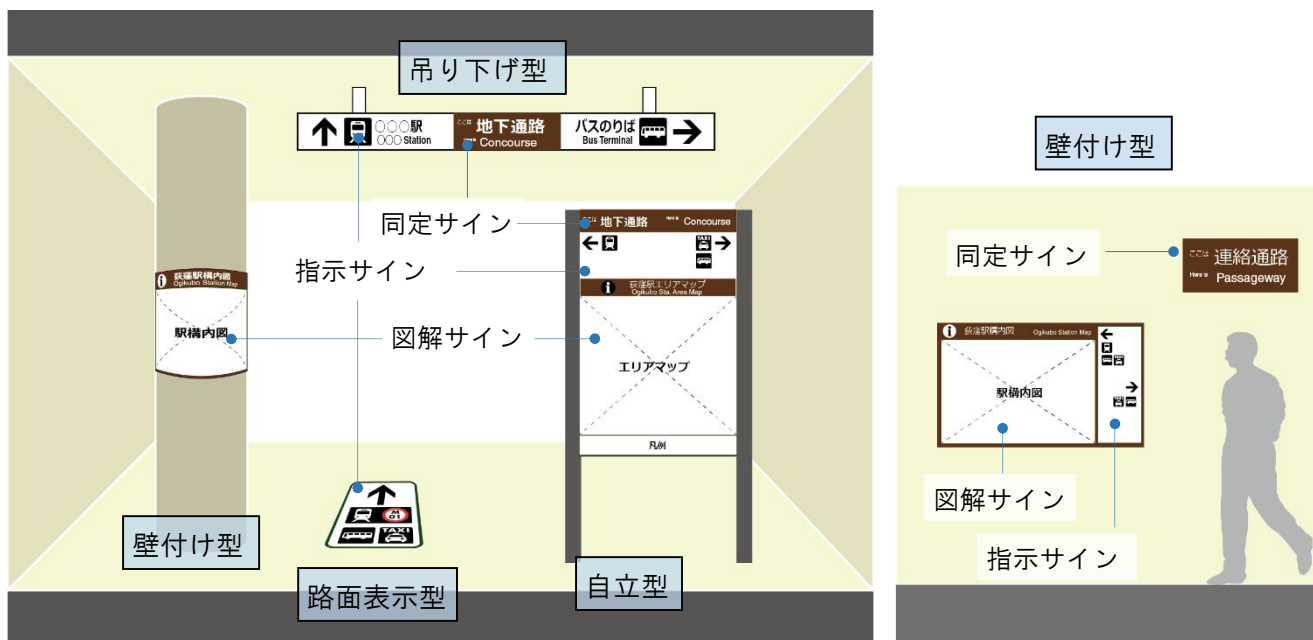 吊り下げ型
○○○駅
○○○ Station
ここは 地下通路
Here is Concourse
バスのりば
Bus Terminal
同定サイン
指示サイン
図解サイン
i 荻窪駅構内図
Ogikubo Station Map
駅構内図
ここは 地下通路 Here is Concourse
TAXI
i 荻窪駅エリアマップ
Ogikubo Sta. Area Map
エリアマップ
凡例
M
01
TAXI
壁付け型
路面表示型
自立型
壁付け型
同定サイン
ここは 連絡通路
Here is Passageway
i 荻窪駅構内図 Ogikubo Station Map
駅構内図
図解サイン
指示サイン